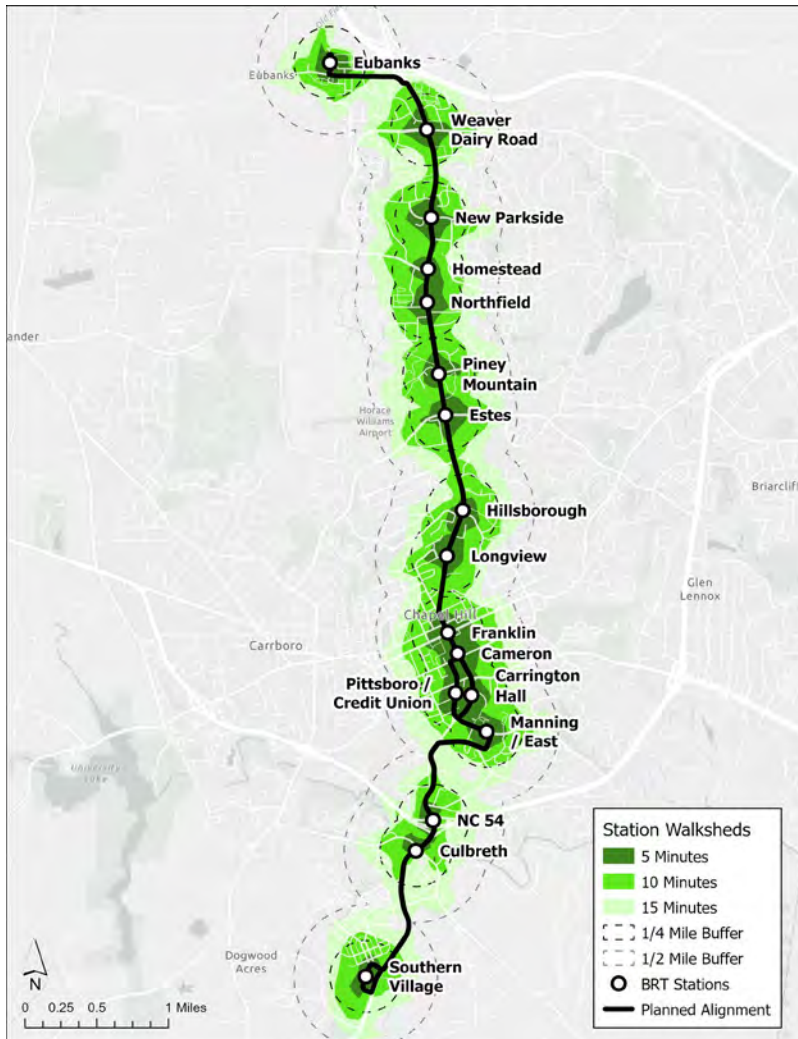 Eubanks
Eubanks
Weaver
Dairy Road
New Parkside
Homestead
Northfield
ander
Piney
Mountain
Horace
Williams
Airport
Estes
Briarcliff
Hillsborough
Longview
Glen
Lennox
Chapel Hill
Franklin
Carrboro
Cameron
Carrington
Hall
Pittsboro /
Credit Union
Manning
/ East
University
Lake
NC 54
Culbreth
Dogwood
Acres
Southern
Village
N
0 0.25 0.5 1 Miles
Station Walksheds
5 Minutes
10 Minutes
15 Minutes
1/4 Mile Buffer
1/2 Mile Buffer
BRT Stations
Planned Alignment